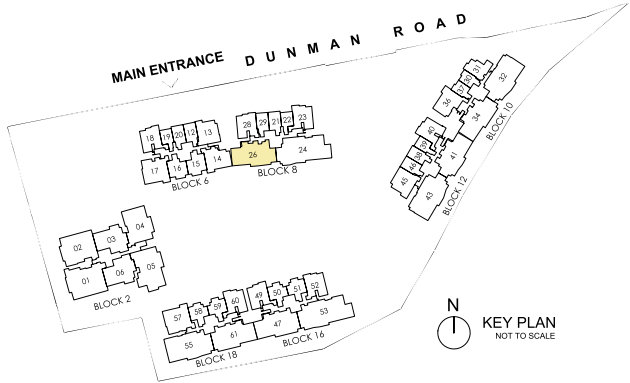 DUNMAN ROAD
MAIN ENTRANCE
18 19 20 12 13
17 16 15 14
BLOCK 6
28 29 21 22 23
26 24
BLOCK 8
31
30
37
32
36
34
BLOCK 10
40
39
38
46
45
41
43
BLOCK 12
04
03
02
01 06 05
BLOCK 2
57 58 59 60
55 61
BLOCK 18
49 50 51 52
47 53
BLOCK 16
N
KEY PLAN
NOT TO SCALE